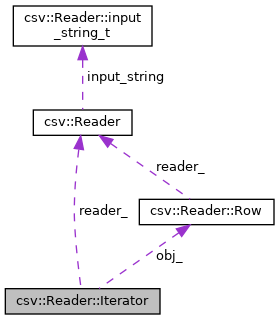 csv::Reader::input
_string_t
input_string
csv::Reader
reader_
reader_
csv::Reader::Row
obj_
csv::Reader::Iterator